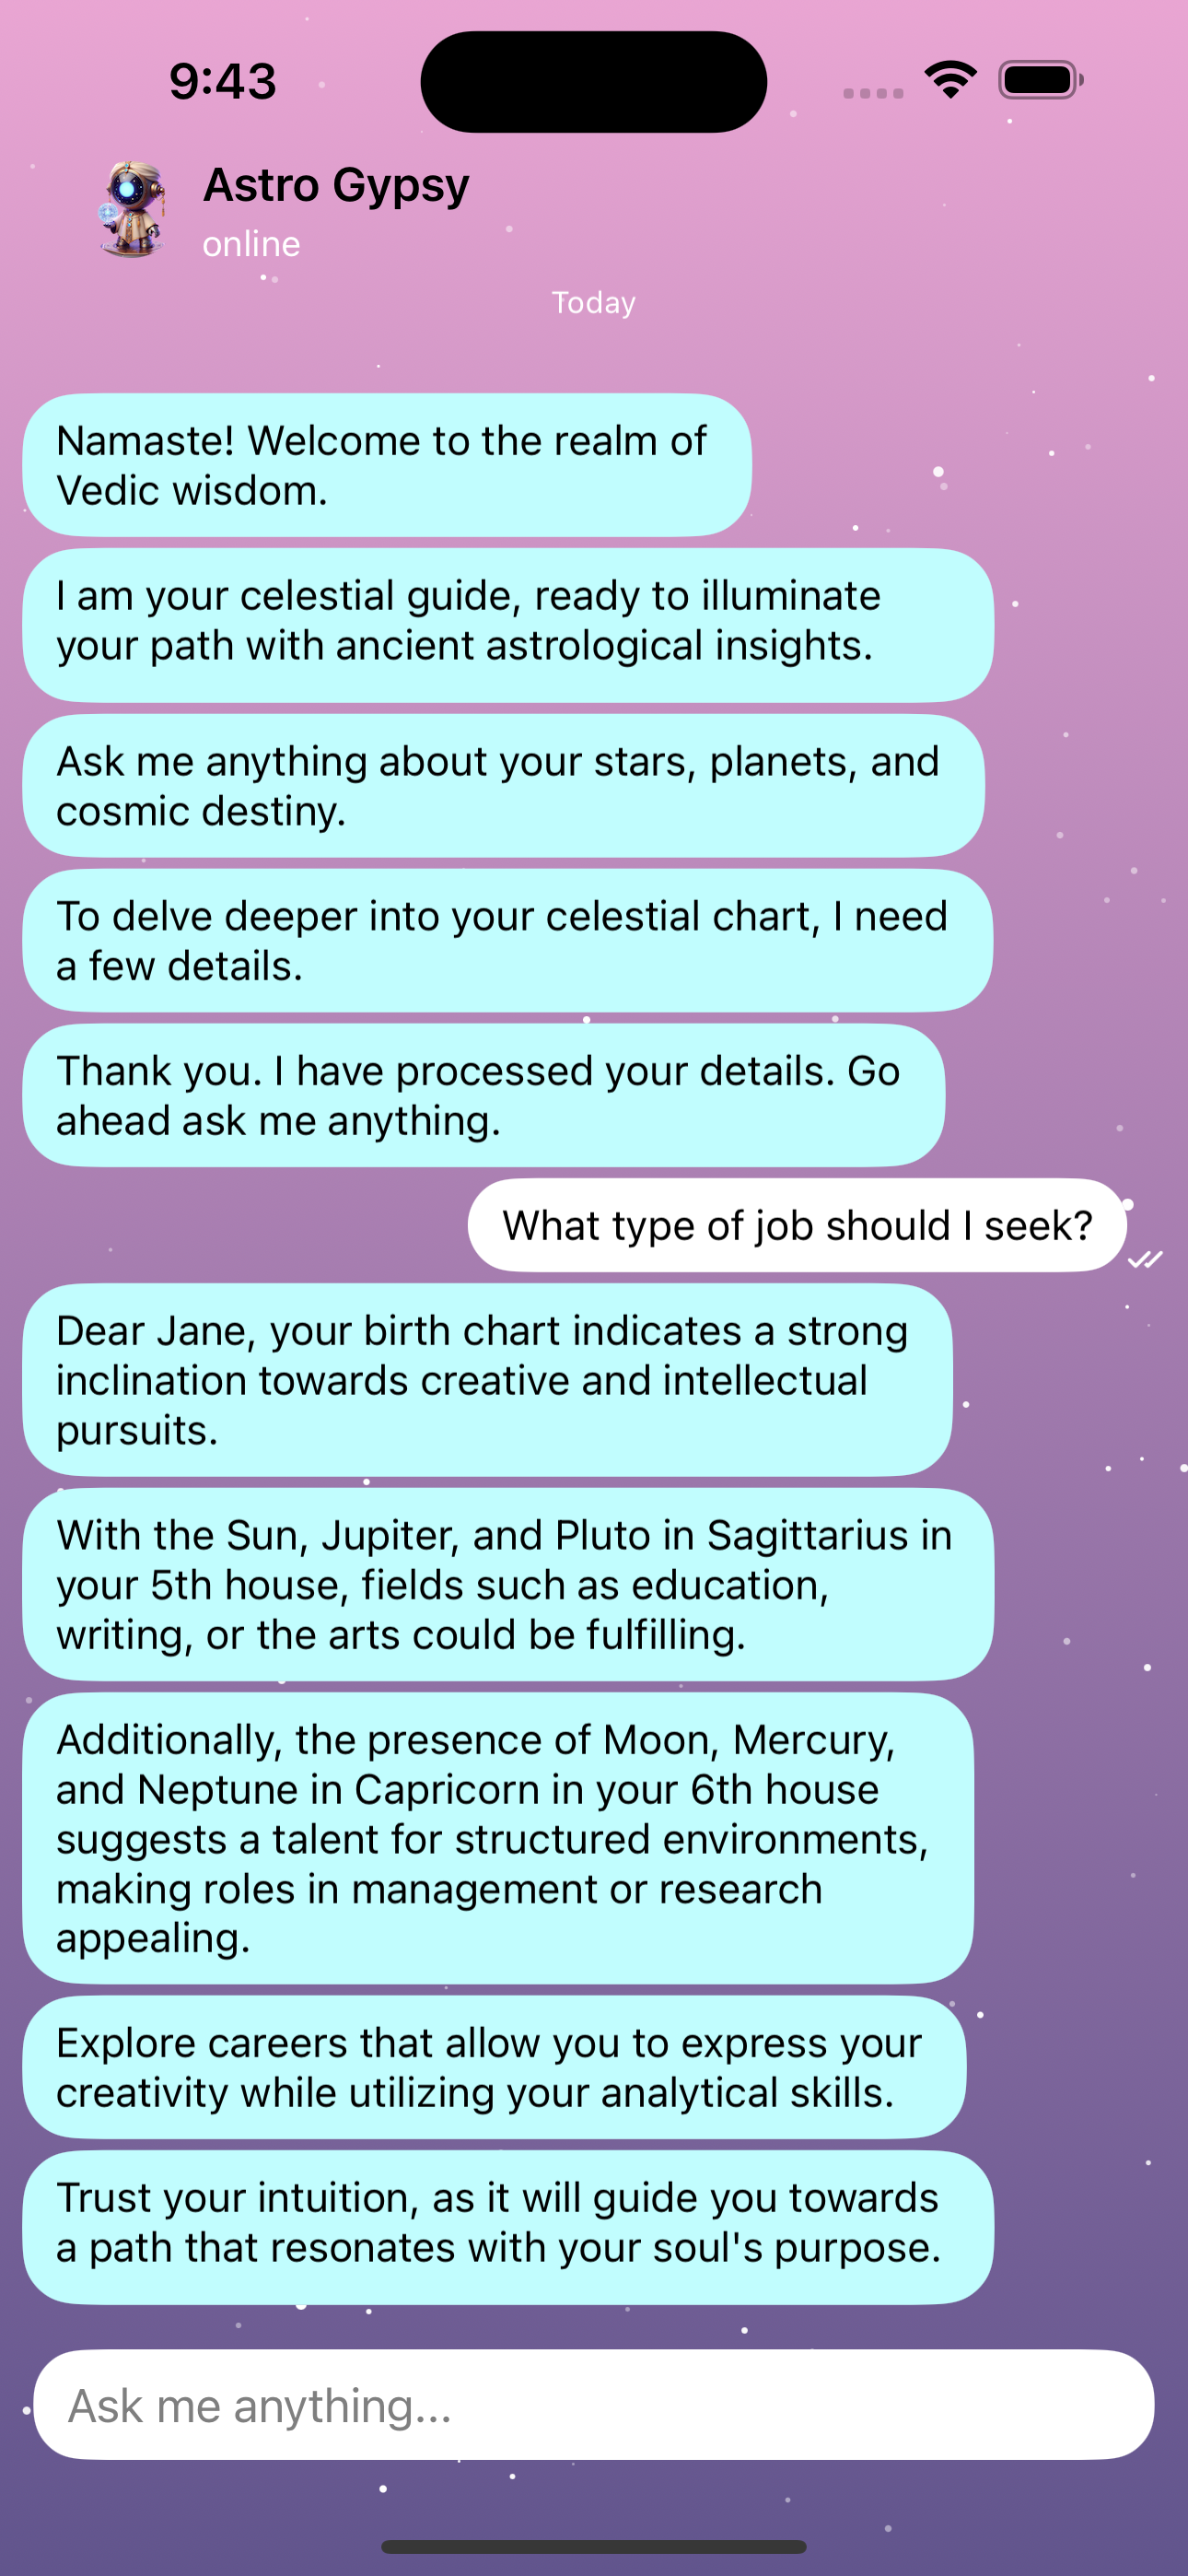 9:43
Astro Gypsy
online
Today
Namaste! Welcome to the realm of
Vedic wisdom.
I am your celestial guide, ready to illuminate
your path with ancient astrological insights.
Ask me anything about your stars, planets, and
cosmic destiny.
To delve deeper into your celestial chart, I need
a few details.
Thank you. I have processed your details. Go
ahead ask me anything.
What type of job should I seek?
Dear Jane, your birth chart indicates a strong
inclination towards creative and intellectual
pursuits.
With the Sun, Jupiter, and Pluto in Sagittarius in
your 5th house, fields such as education,
writing, or the arts could be fulfilling.
Additionally, the presence of Moon, Mercury,
and Neptune in Capricorn in your 6th house
suggests a talent for structured environments,
making roles in management or research
appealing.
Explore careers that allow you to express your
creativity while utilizing your analytical skills.
Trust your intuition, as it will guide you towards
a path that resonates with your soul's purpose.
Ask me anything...